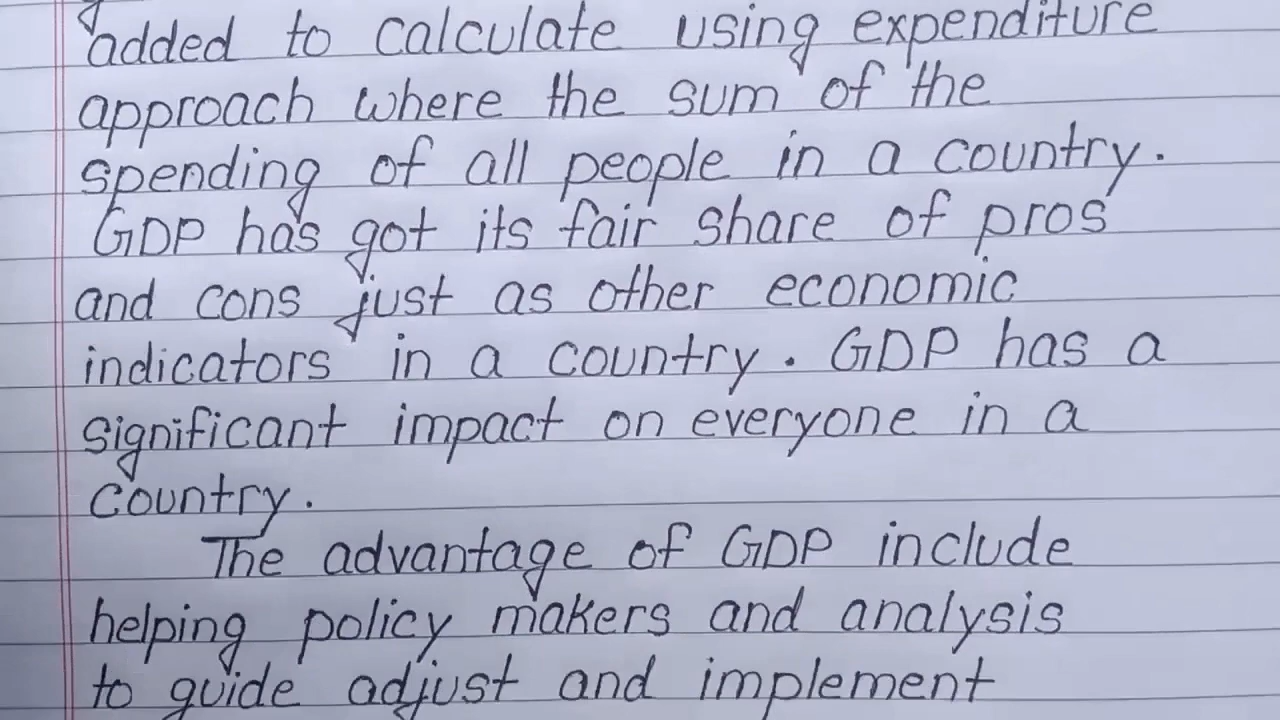 added to calculate using expenditure
approach where the sum of the
spending of all people in a country.
GDP has got its fair share of pros
and cons just as other economic
indicators in a country. GDP has a
significant impact on everyone in a
country.
The advantage of GDP include
helping policy makers and analysis
to guide adjust and implement